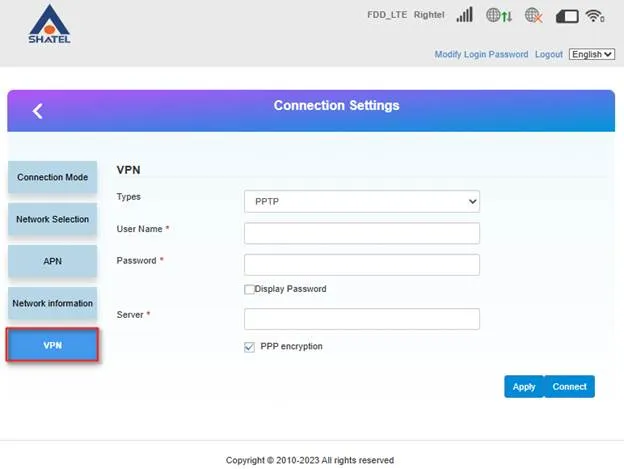 FDD_LTE Rightel
SHATEL
Modify Login Password Logout English
Connection Settings
Connection Mode
Network Selection
APN
Network information
VPN
VPN
Types PPTP
User Name *
Password *
Display Password
Server *
PPP encryption
Apply Connect
Copyright © 2010-2023 All rights reserved